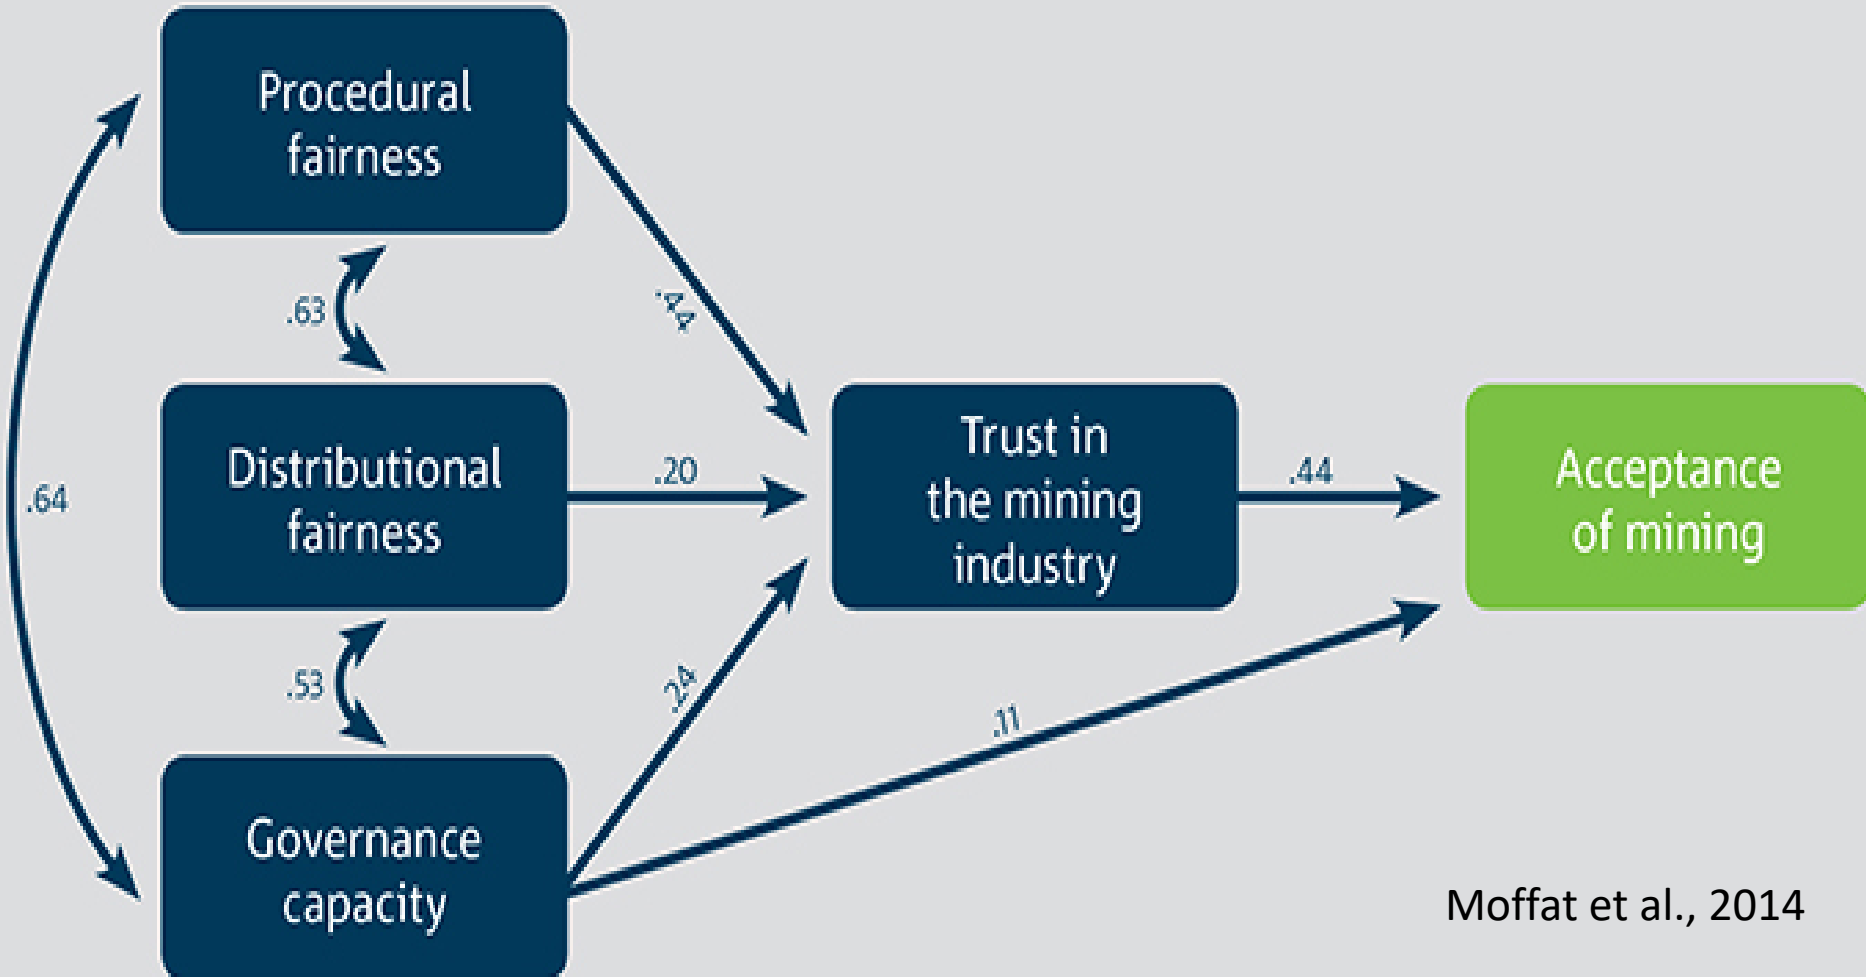 Procedural
fairness
.63
.44
Distributional
fairness
.20
Trust in
the mining
industry
.44
Acceptance
of mining
.64
.53
.24
.11
Governance
capacity
Moffat et al., 2014